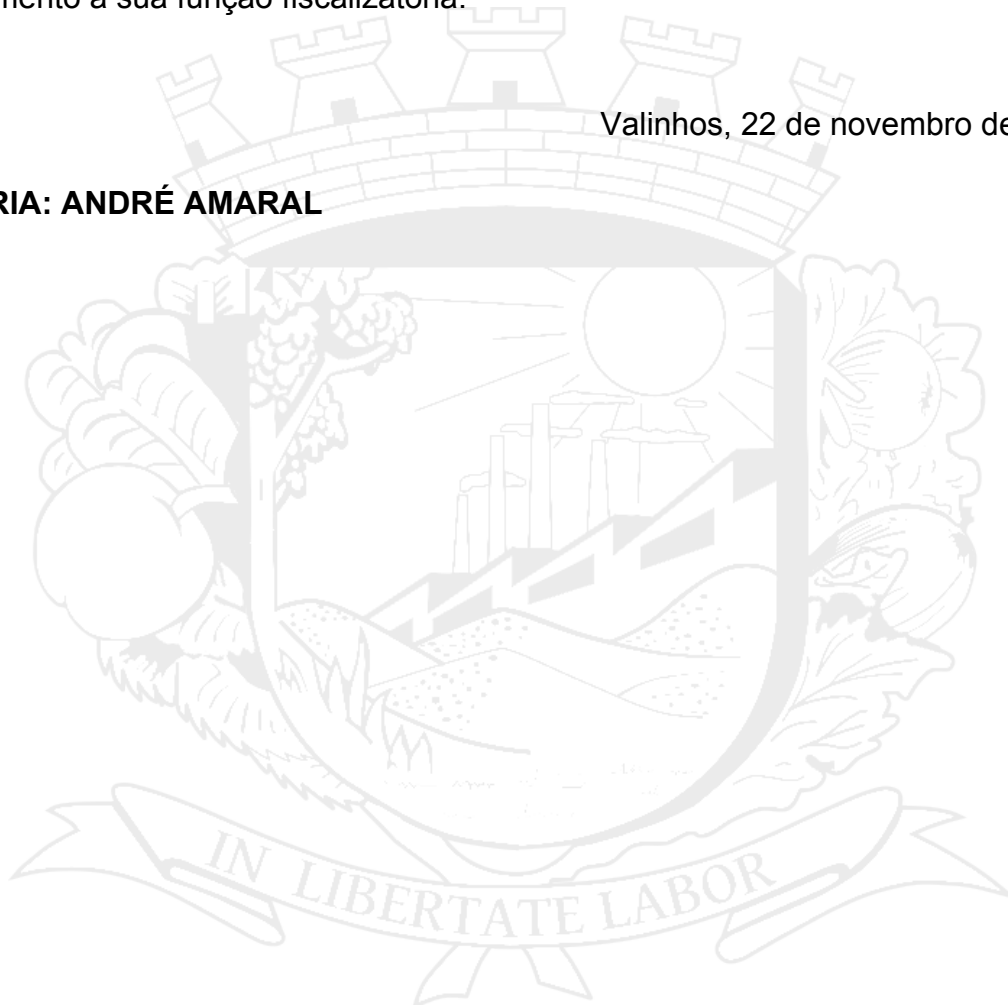 mento à sua função fiscalizatória.
Valinhos, 22 de novembro de
RIA: ANDRÉ AMARAL
IN LIBERTATE LABOR